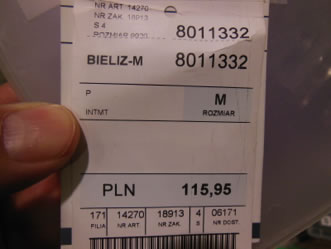 NR ART. 14270
NR ZAK. 18913
S 4
ROZMIAR
8011332
BIELIZ-M 8011332
P M
INTMT ROZMIAR
PLN 115,95
171 14270 18913 4 06171
FILIA NR ART. NR ZAK. S NR DOST.